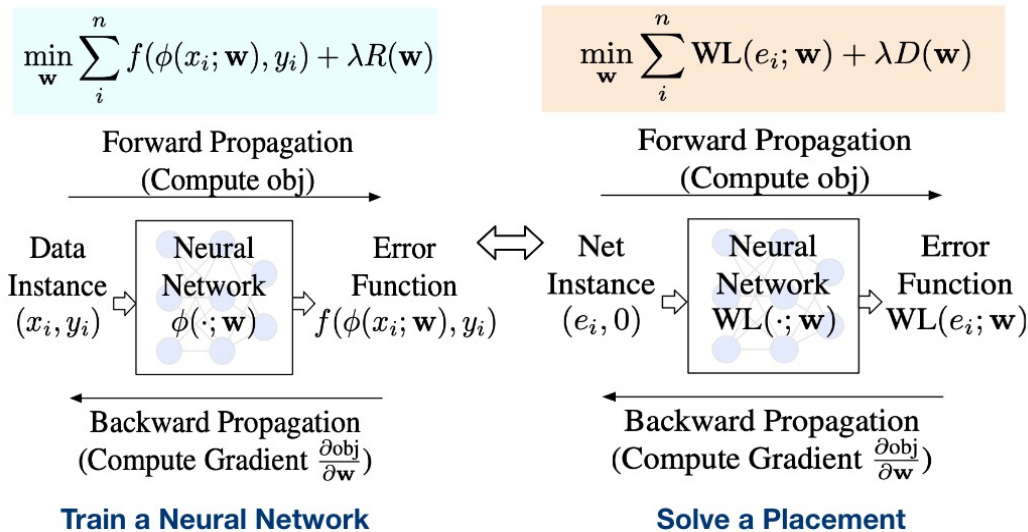 min_w ∑_i^n f(ϕ(x_i; w), y_i) + λR(w)
Forward Propagation
(Compute obj)
Data
Instance
(x_i, y_i)
Neural
Network
ϕ(·; w)
Error
Function
f(ϕ(x_i; w), y_i)
Backward Propagation
(Compute Gradient ∂obj/∂w)
Train a Neural Network
min_w ∑_i^n WL(e_i; w) + λD(w)
Forward Propagation
(Compute obj)
Net
Instance
(e_i, 0)
Neural
Network
WL(·; w)
Error
Function
WL(e_i; w)
Backward Propagation
(Compute Gradient ∂obj/∂w)
Solve a Placement